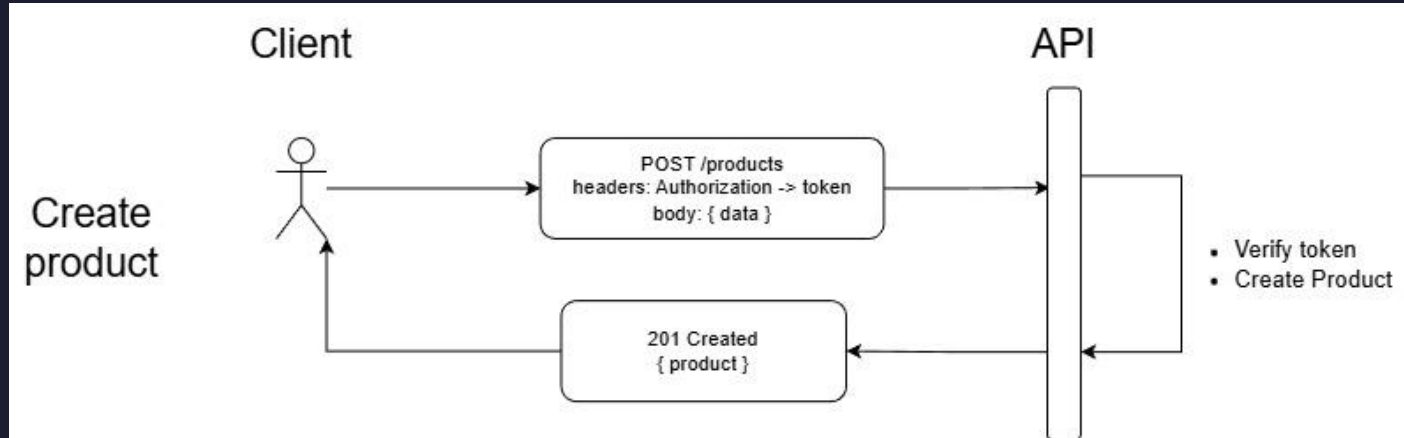 Client
API
Create
product
POST /products
headers: Authorization -> token
body: { data }
• Verify token
• Create Product
201 Created
{ product }